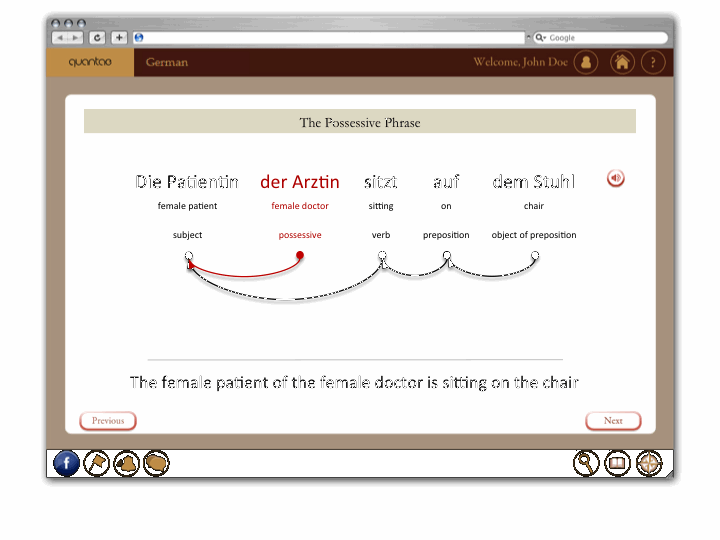 Google
quantao German Welcome, John Doe ?
The Possessive Phrase
Die Patientin der Arztin sitzt auf dem Stuhl
female patient female doctor sitting on chair
subject possessive verb preposition object of preposition
The female patient of the female doctor is sitting on the chair
Previous Next
f